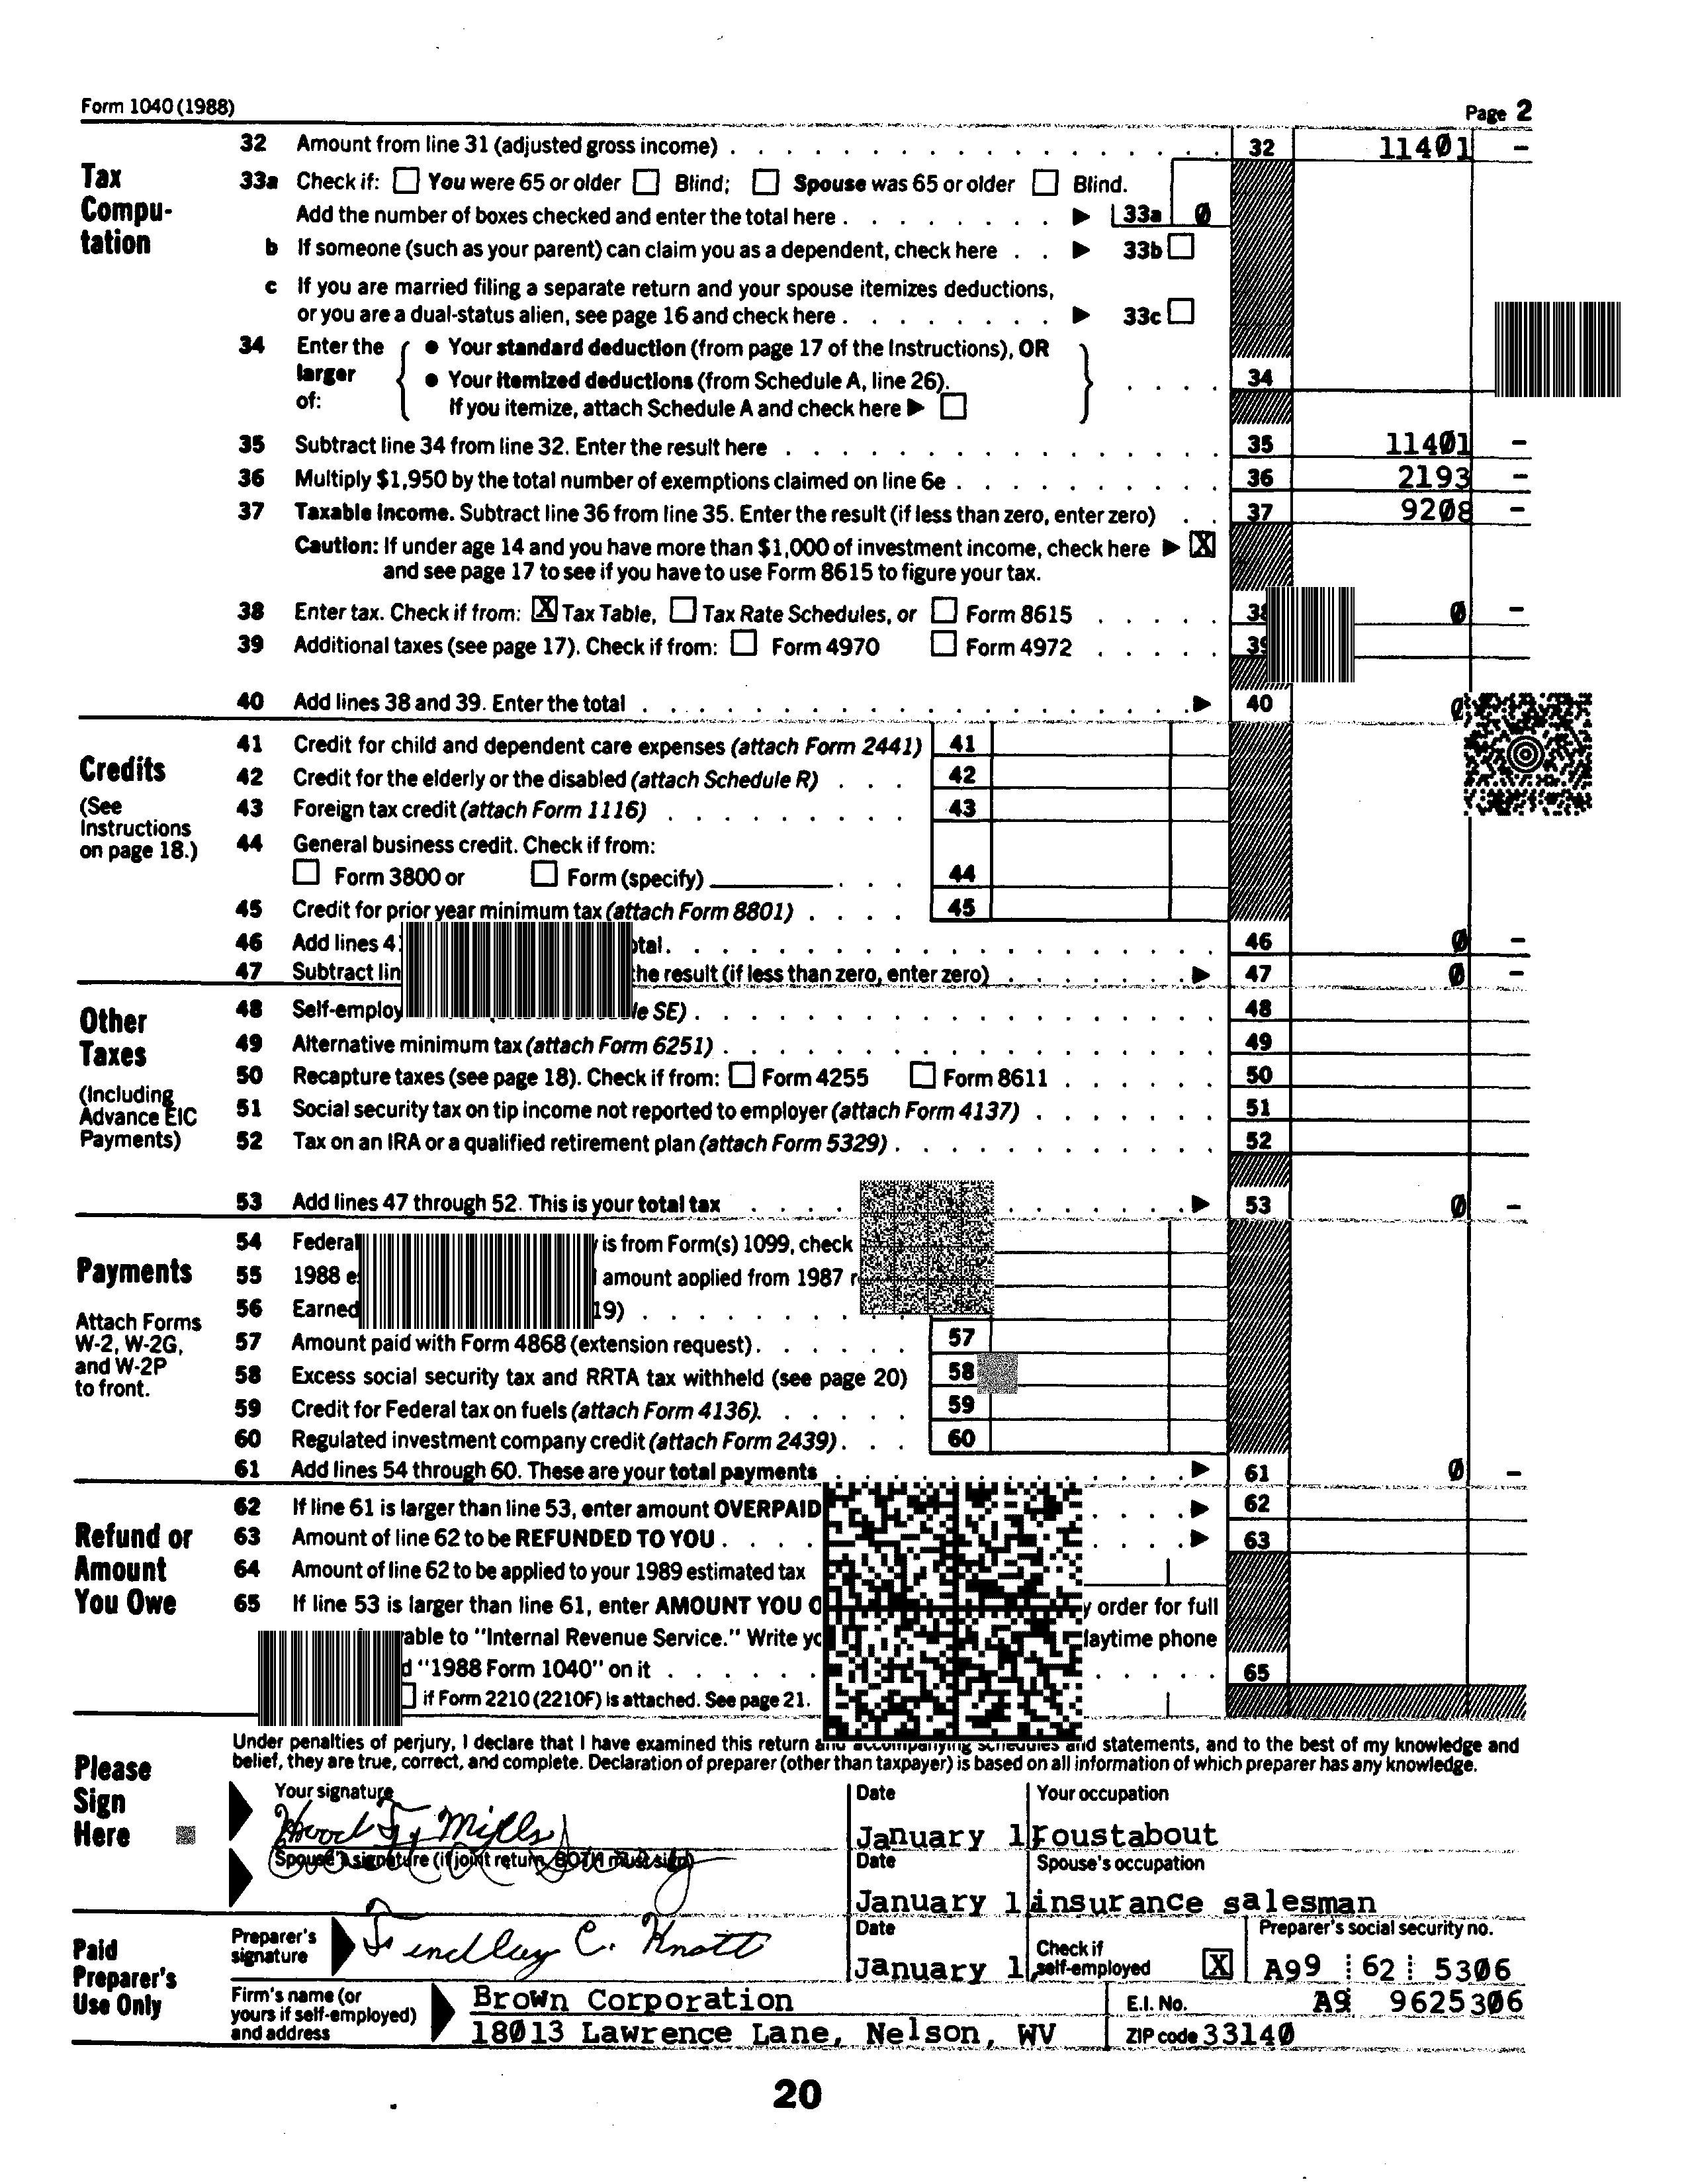 Form 1040 (1988) Page 2
Tax Compu-tation
32 Amount from line 31 (adjusted gross income) 32 11401 –
33a Check if: You were 65 or older Blind; Spouse was 65 or older Blind.
Add the number of boxes checked and enter the total here 33a 0
b If someone (such as your parent) can claim you as a dependent, check here 33b
c If you are married filing a separate return and your spouse itemizes deductions,
or you are a dual-status alien, see page 16 and check here 33c
34 Enter the larger of:
● Your standard deduction (from page 17 of the Instructions), OR
● Your itemized deductions (from Schedule A, line 26).
If you itemize, attach Schedule A and check here
34
35 Subtract line 34 from line 32. Enter the result here 35 11401 –
36 Multiply $1,950 by the total number of exemptions claimed on line 6e 36 2193 –
37 Taxable income. Subtract line 36 from line 35. Enter the result (if less than zero, enter zero) 37 9208 –
Caution: If under age 14 and you have more than $1,000 of investment income, check here X
and see page 17 to see if you have to use Form 8615 to figure your tax.
38 Enter tax. Check if from: X Tax Table, Tax Rate Schedules, or Form 8615 0 –
39 Additional taxes (see page 17). Check if from: Form 4970 Form 4972
40 Add lines 38 and 39. Enter the total 40 0
Credits
(See Instructions on page 18.)
41 Credit for child and dependent care expenses (attach Form 2441) 41
42 Credit for the elderly or the disabled (attach Schedule R) 42
43 Foreign tax credit (attach Form 1116) 43
44 General business credit. Check if from:
Form 3800 or Form (specify) 44
45 Credit for prior year minimum tax (attach Form 8801) 45
46 Add lines 46 0 –
47 Subtract the result (if less than zero, enter zero) 47 0 –
Other Taxes
(Including Advance EIC Payments)
48 Self-employ SE) 48
49 Alternative minimum tax (attach Form 6251) 49
50 Recapture taxes (see page 18). Check if from: Form 4255 Form 8611 50
51 Social security tax on tip income not reported to employer (attach Form 4137) 51
52 Tax on an IRA or a qualified retirement plan (attach Form 5329) 52
53 Add lines 47 through 52. This is your total tax 53 0 –
Payments
Attach Forms W-2, W-2G, and W-2P to front.
54 Federal is from Form(s) 1099, check
55 1988 amount applied from 1987
56 Earned 19)
57 Amount paid with Form 4868 (extension request) 57
58 Excess social security tax and RRTA tax withheld (see page 20) 58
59 Credit for Federal tax on fuels (attach Form 4136) 59
60 Regulated investment company credit (attach Form 2439) 60
61 Add lines 54 through 60. These are your total payments 61 0 –
Refund or Amount You Owe
62 If line 61 is larger than line 53, enter amount OVERPAID 62
63 Amount of line 62 to be REFUNDED TO YOU 63
64 Amount of line 62 to be applied to your 1989 estimated tax
65 If line 53 is larger than line 61, enter AMOUNT YOU order for full
to "Internal Revenue Service." Write daytime phone
"1988 Form 1040" on it 65
if Form 2210 (2210F) is attached. See page 21.
Please Sign Here
Under penalties of perjury, I declare that I have examined this return and accompanying schedules and statements, and to the best of my knowledge and
belief, they are true, correct, and complete. Declaration of preparer (other than taxpayer) is based on all information of which preparer has any knowledge.
Your signature Date Your occupation
Mills January 1 roustabout
Spouse's signature (if joint return, BOTH must sign) Date Spouse's occupation
January 1 insurance salesman
Paid Preparer's Use Only
Preparer's signature Findlay C. Knott Date January 1 Check if self-employed X Preparer's social security no. A99 62 5306
Firm's name (or yours if self-employed) and address
Brown Corporation E.I. No. A9 9625306
18013 Lawrence Lane, Nelson, WV ZIP code 33140
20